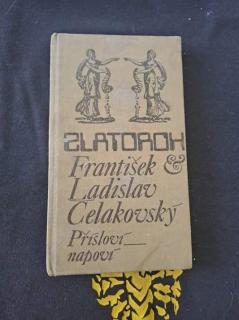 ZLATOROH
František &
Ladislav
Čelakovský
Přísloví
napoví